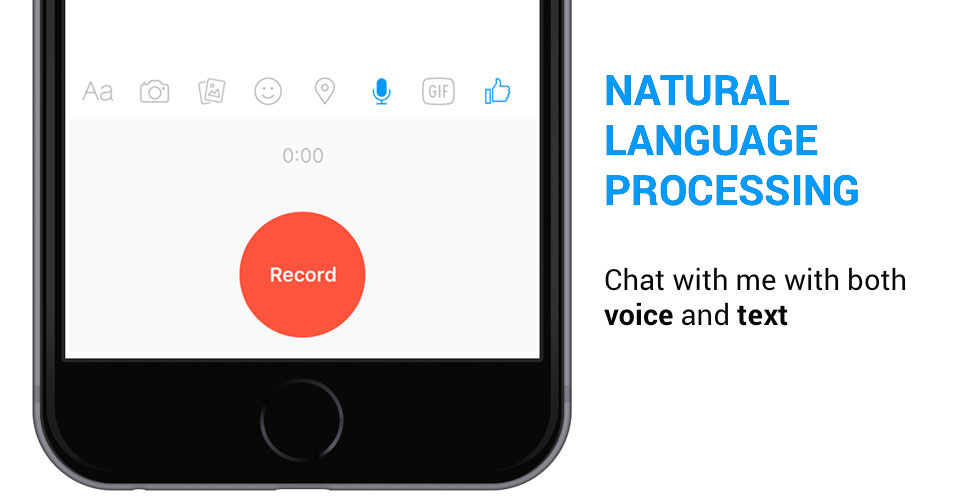 Aa GIF
0:00
Record
NATURAL
LANGUAGE
PROCESSING
Chat with me with both
voice and text